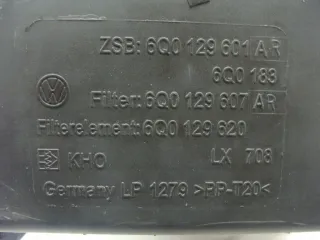 ZSB: 6Q0 129 601 AR
6Q0 183
Filter: 6Q0 129 607 AR
Filterelement: 6Q0 129 620
KHO LX 708
Germany LP 1279 >PP-T20<